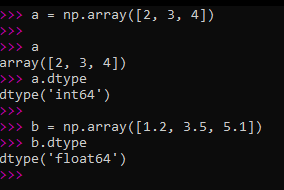 >>> a = np.array([2, 3, 4])
>>>
>>> a
array([2, 3, 4])
>>> a.dtype
dtype('int64')
>>>
>>> b = np.array([1.2, 3.5, 5.1])
>>> b.dtype
dtype('float64')
>>>